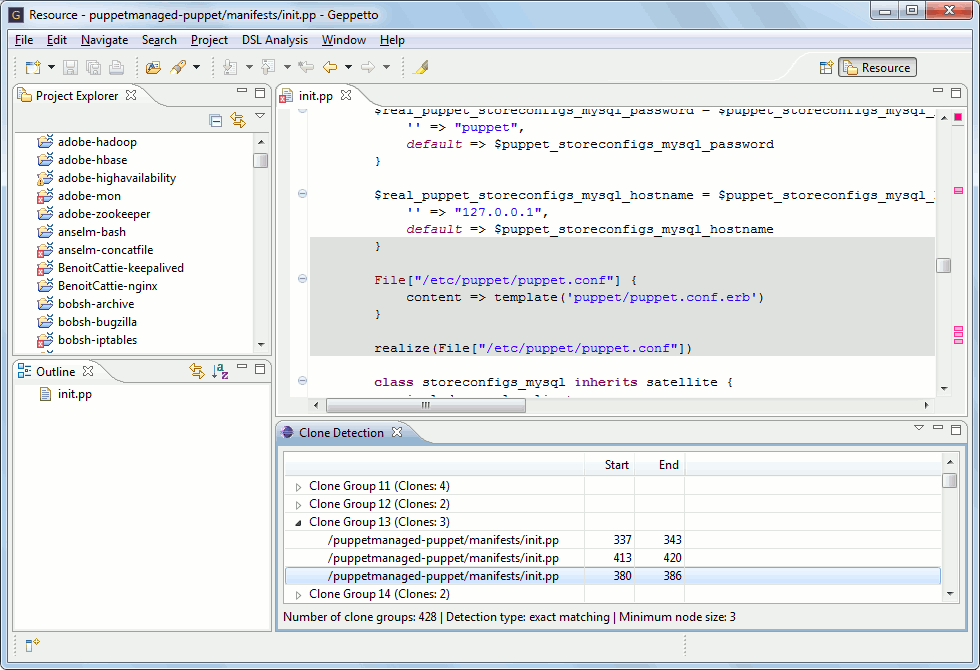 Resource - puppetmanaged-puppet/manifests/init.pp - Geppetto
File Edit Navigate Search Project DSL Analysis Window Help
Resource
Project Explorer
adobe-hadoop
adobe-hbase
adobe-highavailability
adobe-mon
adobe-zookeeper
anselm-bash
anselm-concatfile
BenoitCattie-keepalived
BenoitCattie-nginx
bobsh-archive
bobsh-bugzilla
bobsh-iptables
Outline
init.pp
init.pp
$real_puppet_storeconfigs_mysql_password = $puppet_storeconfigs_mysql_
'' => "puppet",
default => $puppet_storeconfigs_mysql_password
}
$real_puppet_storeconfigs_mysql_hostname = $puppet_storeconfigs_mysql_
'' => "127.0.0.1",
default => $puppet_storeconfigs_mysql_hostname
}
File["/etc/puppet/puppet.conf"] {
content => template('puppet/puppet.conf.erb')
}
realize(File["/etc/puppet/puppet.conf"])
class storeconfigs_mysql inherits satellite {
Clone Detection
Start End
Clone Group 11 (Clones: 4)
Clone Group 12 (Clones: 2)
Clone Group 13 (Clones: 3)
/puppetmanaged-puppet/manifests/init.pp 337 343
/puppetmanaged-puppet/manifests/init.pp 413 420
/puppetmanaged-puppet/manifests/init.pp 380 386
Clone Group 14 (Clones: 2)
Number of clone groups: 428 | Detection type: exact matching | Minimum node size: 3